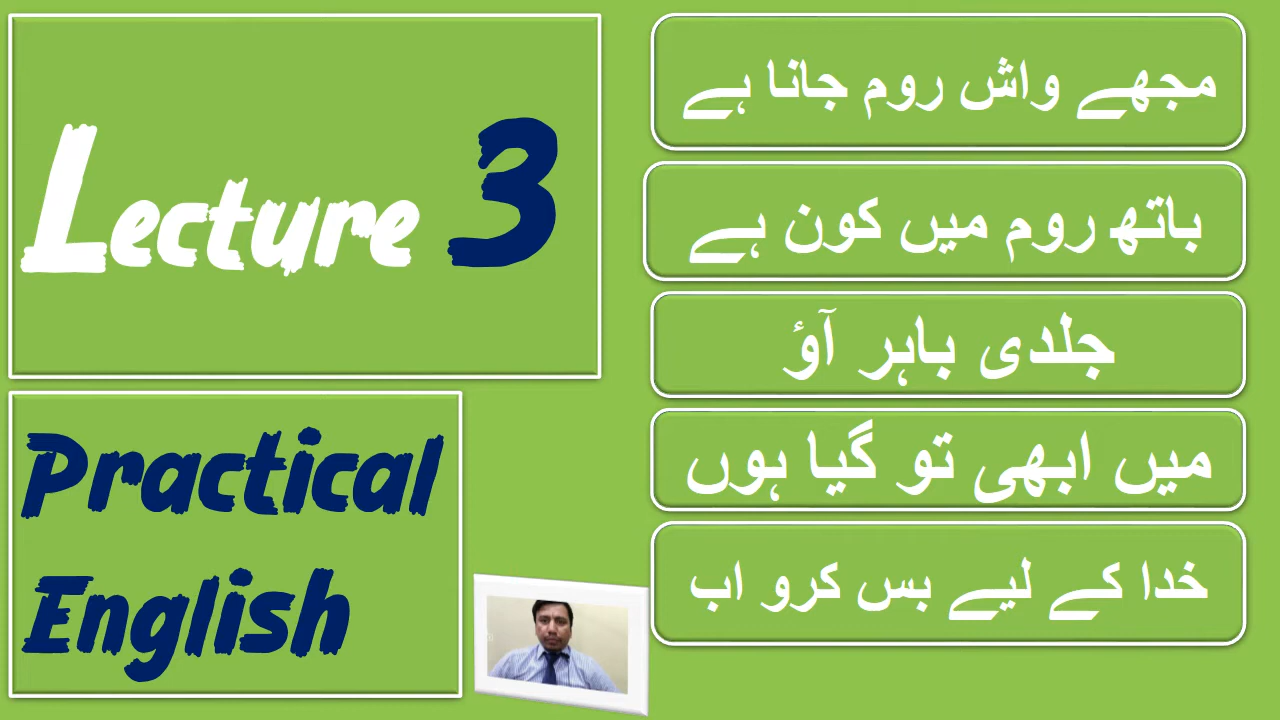 Lecture 3
Practical
English
مجھے واش روم جانا ہے
باتھ روم میں کون ہے
جلدی باہر آؤ
میں ابھی تو گیا ہوں
خدا کے لیے بس کرو اب